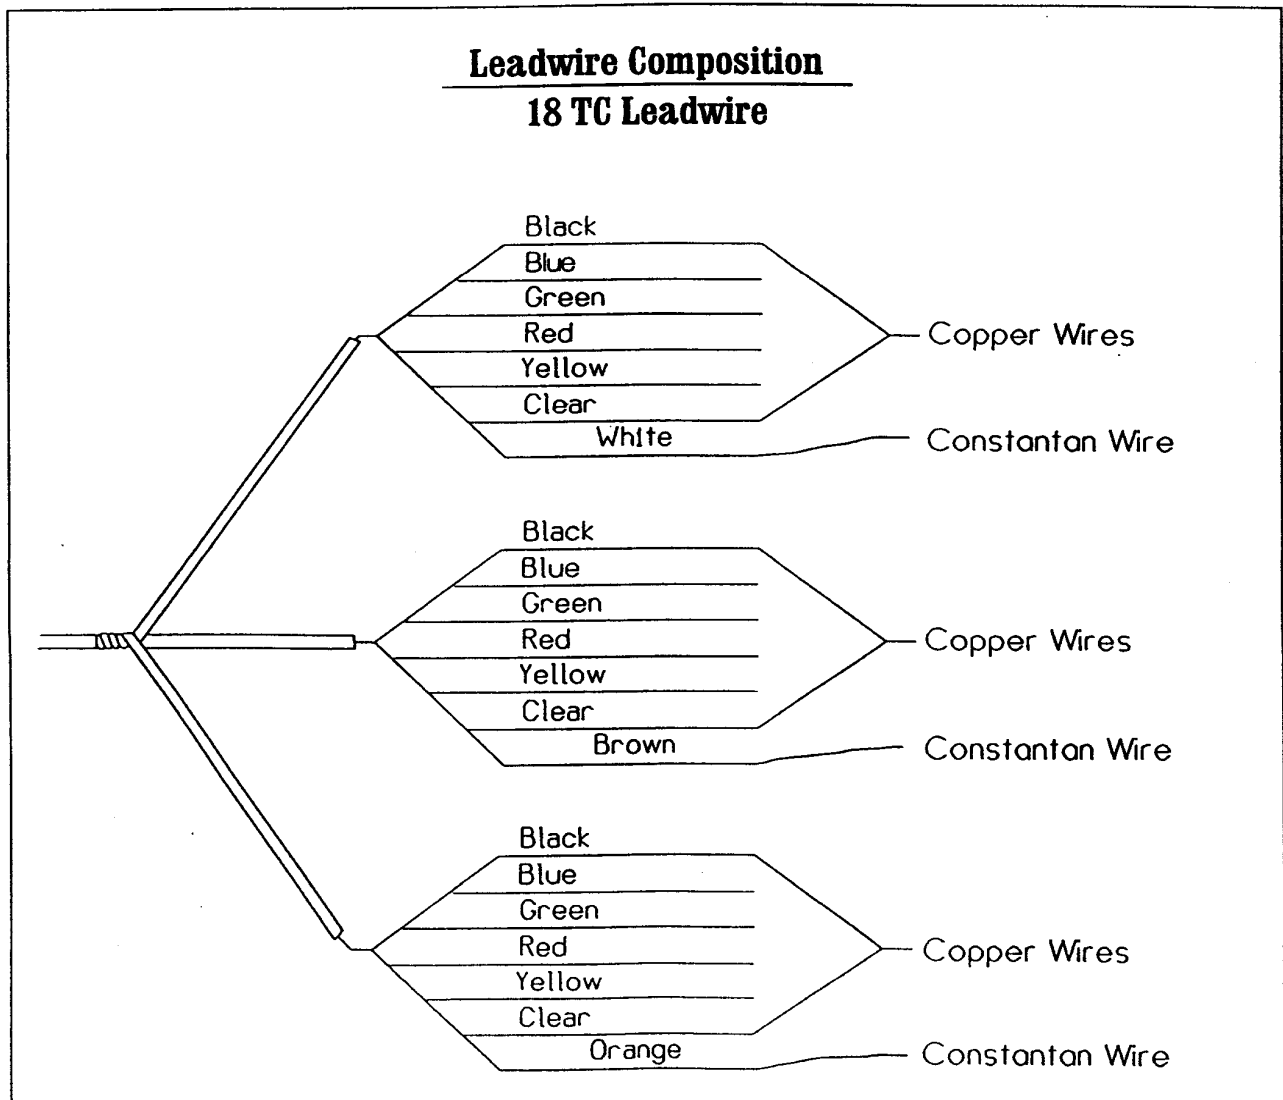 Leadwire Composition
18 TC Leadwire
Black
Blue
Green
Red
Copper Wires
Yellow
Clear
White
Constantan Wire
Black
Blue
Green
Red
Copper Wires
Yellow
Clear
Brown
Constantan Wire
Black
Blue
Green
Red
Copper Wires
Yellow
Clear
Orange
Constantan Wire